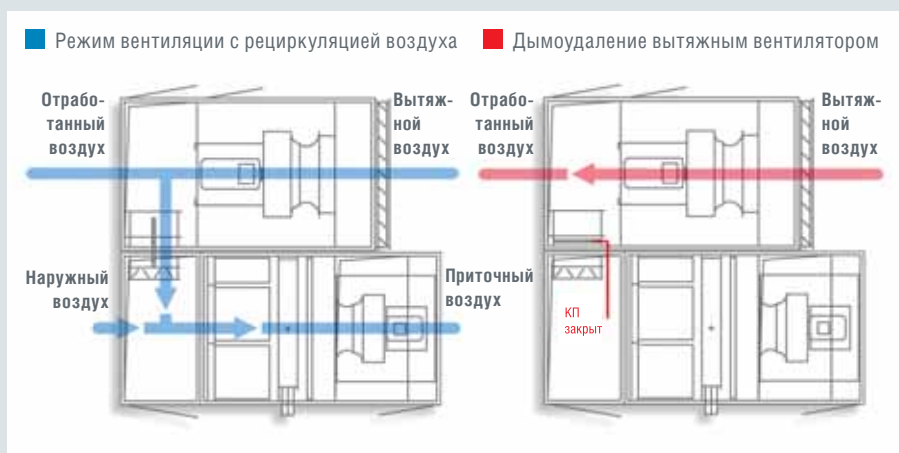 Режим вентиляции с рециркуляцией воздуха
Дымоудаление вытяжным вентилятором
Отрабо-
танный
воздух
Вытяж-
ной
воздух
Отрабо-
танный
воздух
Вытяж-
ной
воздух
Наружный
воздух
Приточный
воздух
КП
закрыт